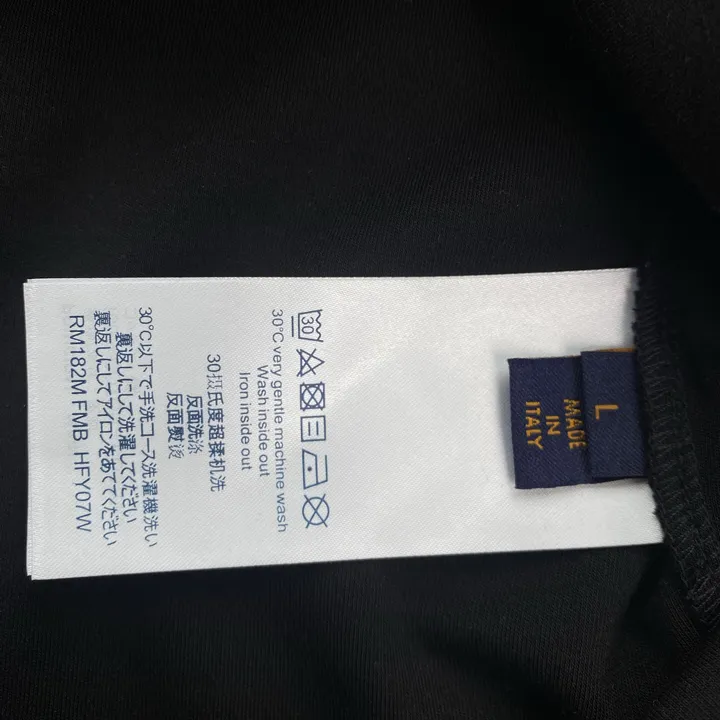 30
30°C very gentle machine wash
Wash inside out
Iron inside out
30摄氏度超揉机洗
反面洗涤
反面熨烫
30℃以下で手洗コース洗濯機洗い
裏返しにして洗濯してください
裏返しにしてアイロンをあててください
RM182M FMB HFY07W
L
MADE
IN
ITALY